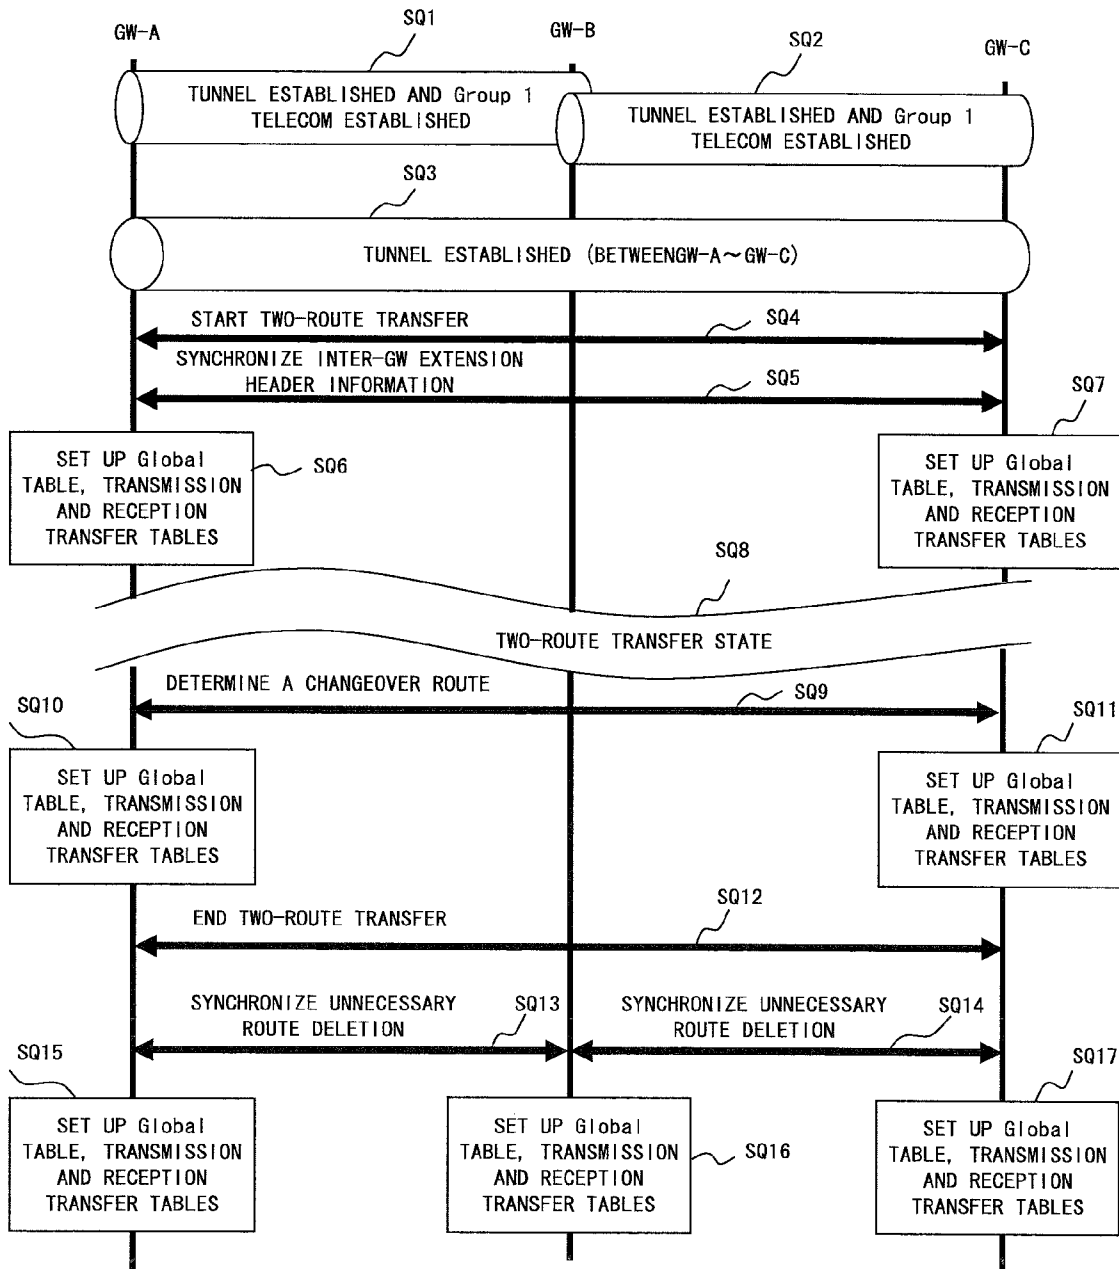 GW-A
SQ1
GW-B
SQ2
GW-C
TUNNEL ESTABLISHED AND Group 1
TELECOM ESTABLISHED
TUNNEL ESTABLISHED AND Group 1
TELECOM ESTABLISHED
SQ3
TUNNEL ESTABLISHED (BETWEENGW-A~GW-C)
START TWO-ROUTE TRANSFER
SQ4
SYNCHRONIZE INTER-GW EXTENSION
HEADER INFORMATION
SQ5
SQ7
SET UP Global
TABLE, TRANSMISSION
AND RECEPTION
TRANSFER TABLES
SQ6
SET UP Global
TABLE, TRANSMISSION
AND RECEPTION
TRANSFER TABLES
SQ8
TWO-ROUTE TRANSFER STATE
DETERMINE A CHANGEOVER ROUTE
SQ9
SQ10
SQ11
SET UP Global
TABLE, TRANSMISSION
AND RECEPTION
TRANSFER TABLES
SET UP Global
TABLE, TRANSMISSION
AND RECEPTION
TRANSFER TABLES
END TWO-ROUTE TRANSFER
SQ12
SYNCHRONIZE UNNECESSARY
ROUTE DELETION
SQ13
SYNCHRONIZE UNNECESSARY
ROUTE DELETION
SQ14
SQ15
SQ17
SET UP Global
TABLE, TRANSMISSION
AND RECEPTION
TRANSFER TABLES
SET UP Global
TABLE, TRANSMISSION
AND RECEPTION
TRANSFER TABLES
SQ16
SET UP Global
TABLE, TRANSMISSION
AND RECEPTION
TRANSFER TABLES